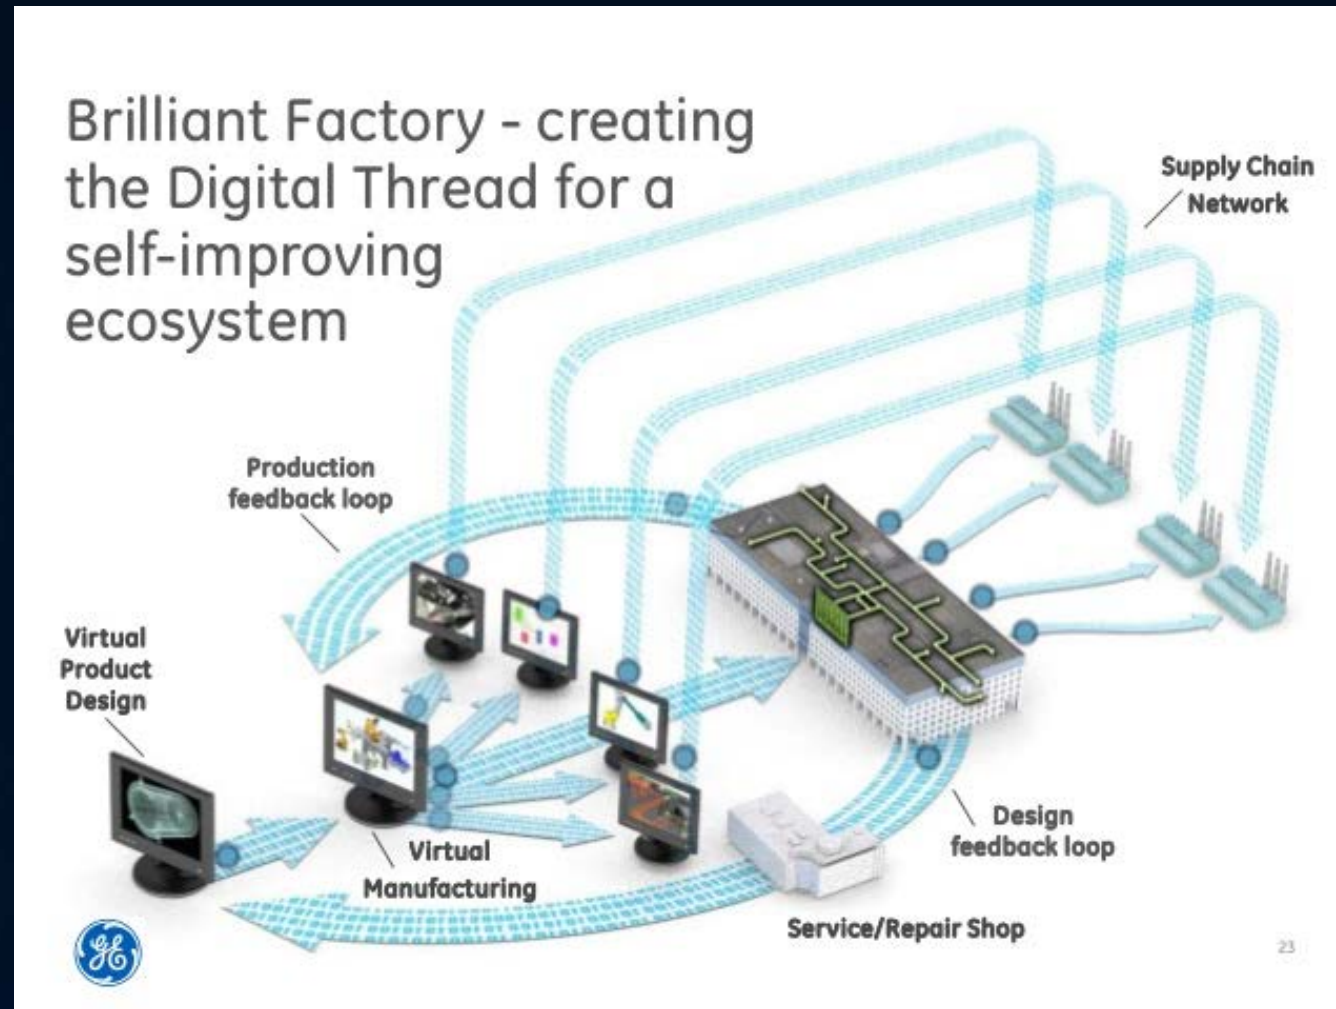 Brilliant Factory - creating
the Digital Thread for a
self-improving
ecosystem
Supply Chain
Network
Production
feedback loop
Virtual
Product
Design
Virtual
Manufacturing
Design
feedback loop
Service/Repair Shop
GE
23